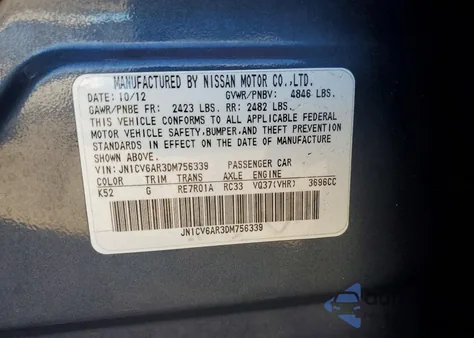 MANUFACTURED BY NISSAN MOTOR CO.,LTD.
DATE: 10/12 GVWR/PNBV: 4846 LBS.
GAWR/PNBE FR: 2423 LBS. RR: 2482 LBS.
THIS VEHICLE CONFORMS TO ALL APPLICABLE FEDERAL
MOTOR VEHICLE SAFETY, BUMPER, AND THEFT PREVENTION
STANDARDS IN EFFECT ON THE DATE OF MANUFACTURE
SHOWN ABOVE.
VIN: JN1CV6AR3DM756339 PASSENGER CAR
COLOR TRIM TRANS AXLE ENGINE
K52 G RE7R01A RC33 VQ37(VHR) 3696CC
JN1CV6AR3DM756339